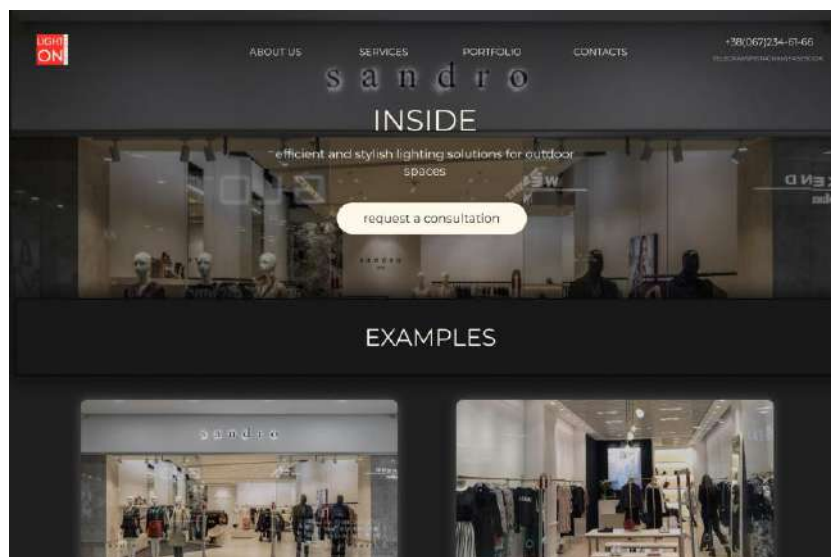 LIGHT
ON
ABOUT US
SERVICES
PORTFOLIO
CONTACTS
+38(067)234-61-66
sandro
INSIDE
efficient and stylish lighting solutions for outdoor
spaces
request a consultation
sandro
EXAMPLES
sandro